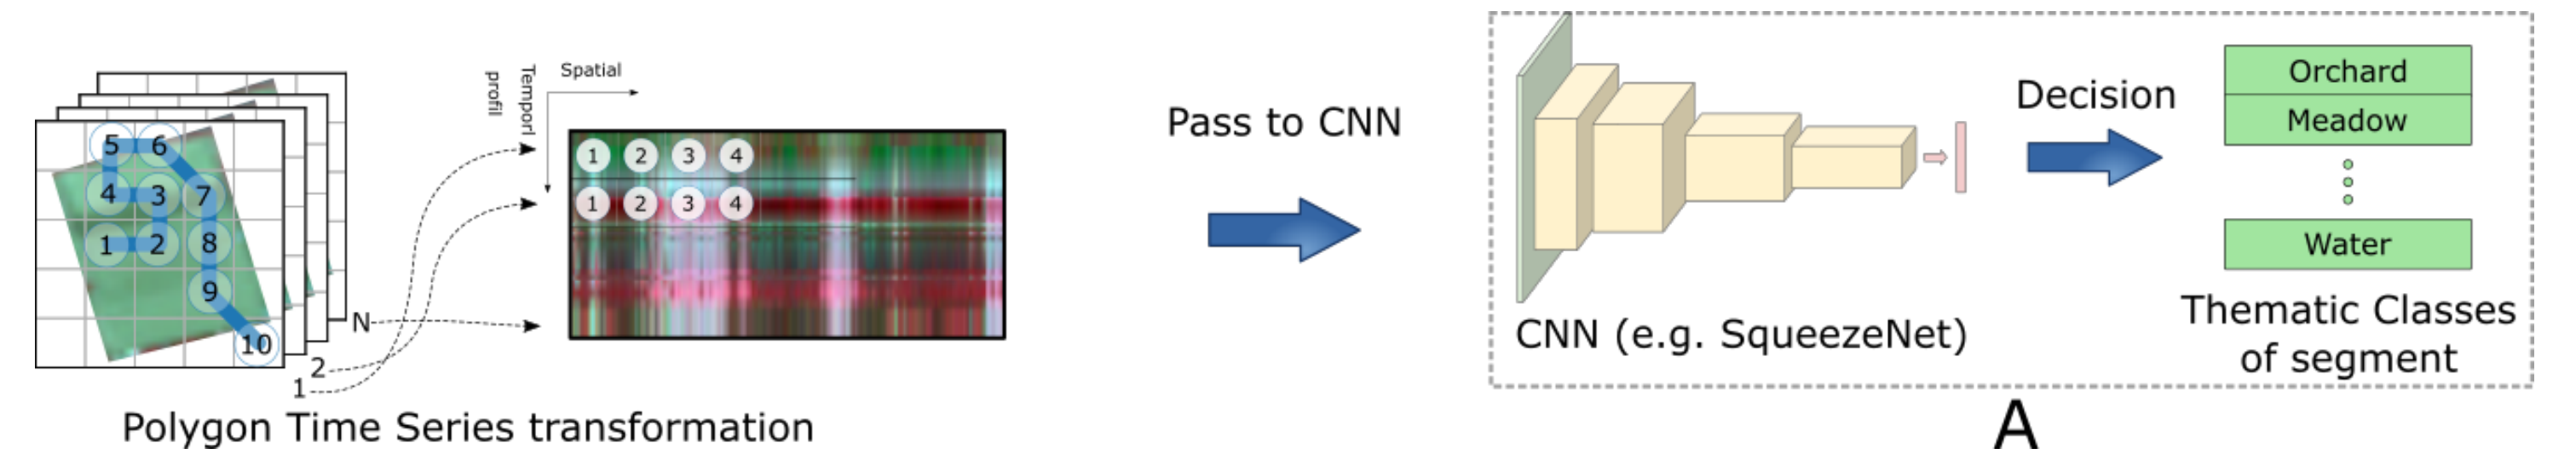 5 6
4 3 7
1 2 8
9
10
N
2
1
Temporl
profil
Spatial
1 2 3 4
1 2 3 4
Polygon Time Series transformation
Pass to CNN
CNN (e.g. SqueezeNet)
Decision
Orchard
Meadow
Water
Thematic Classes
of segment
A